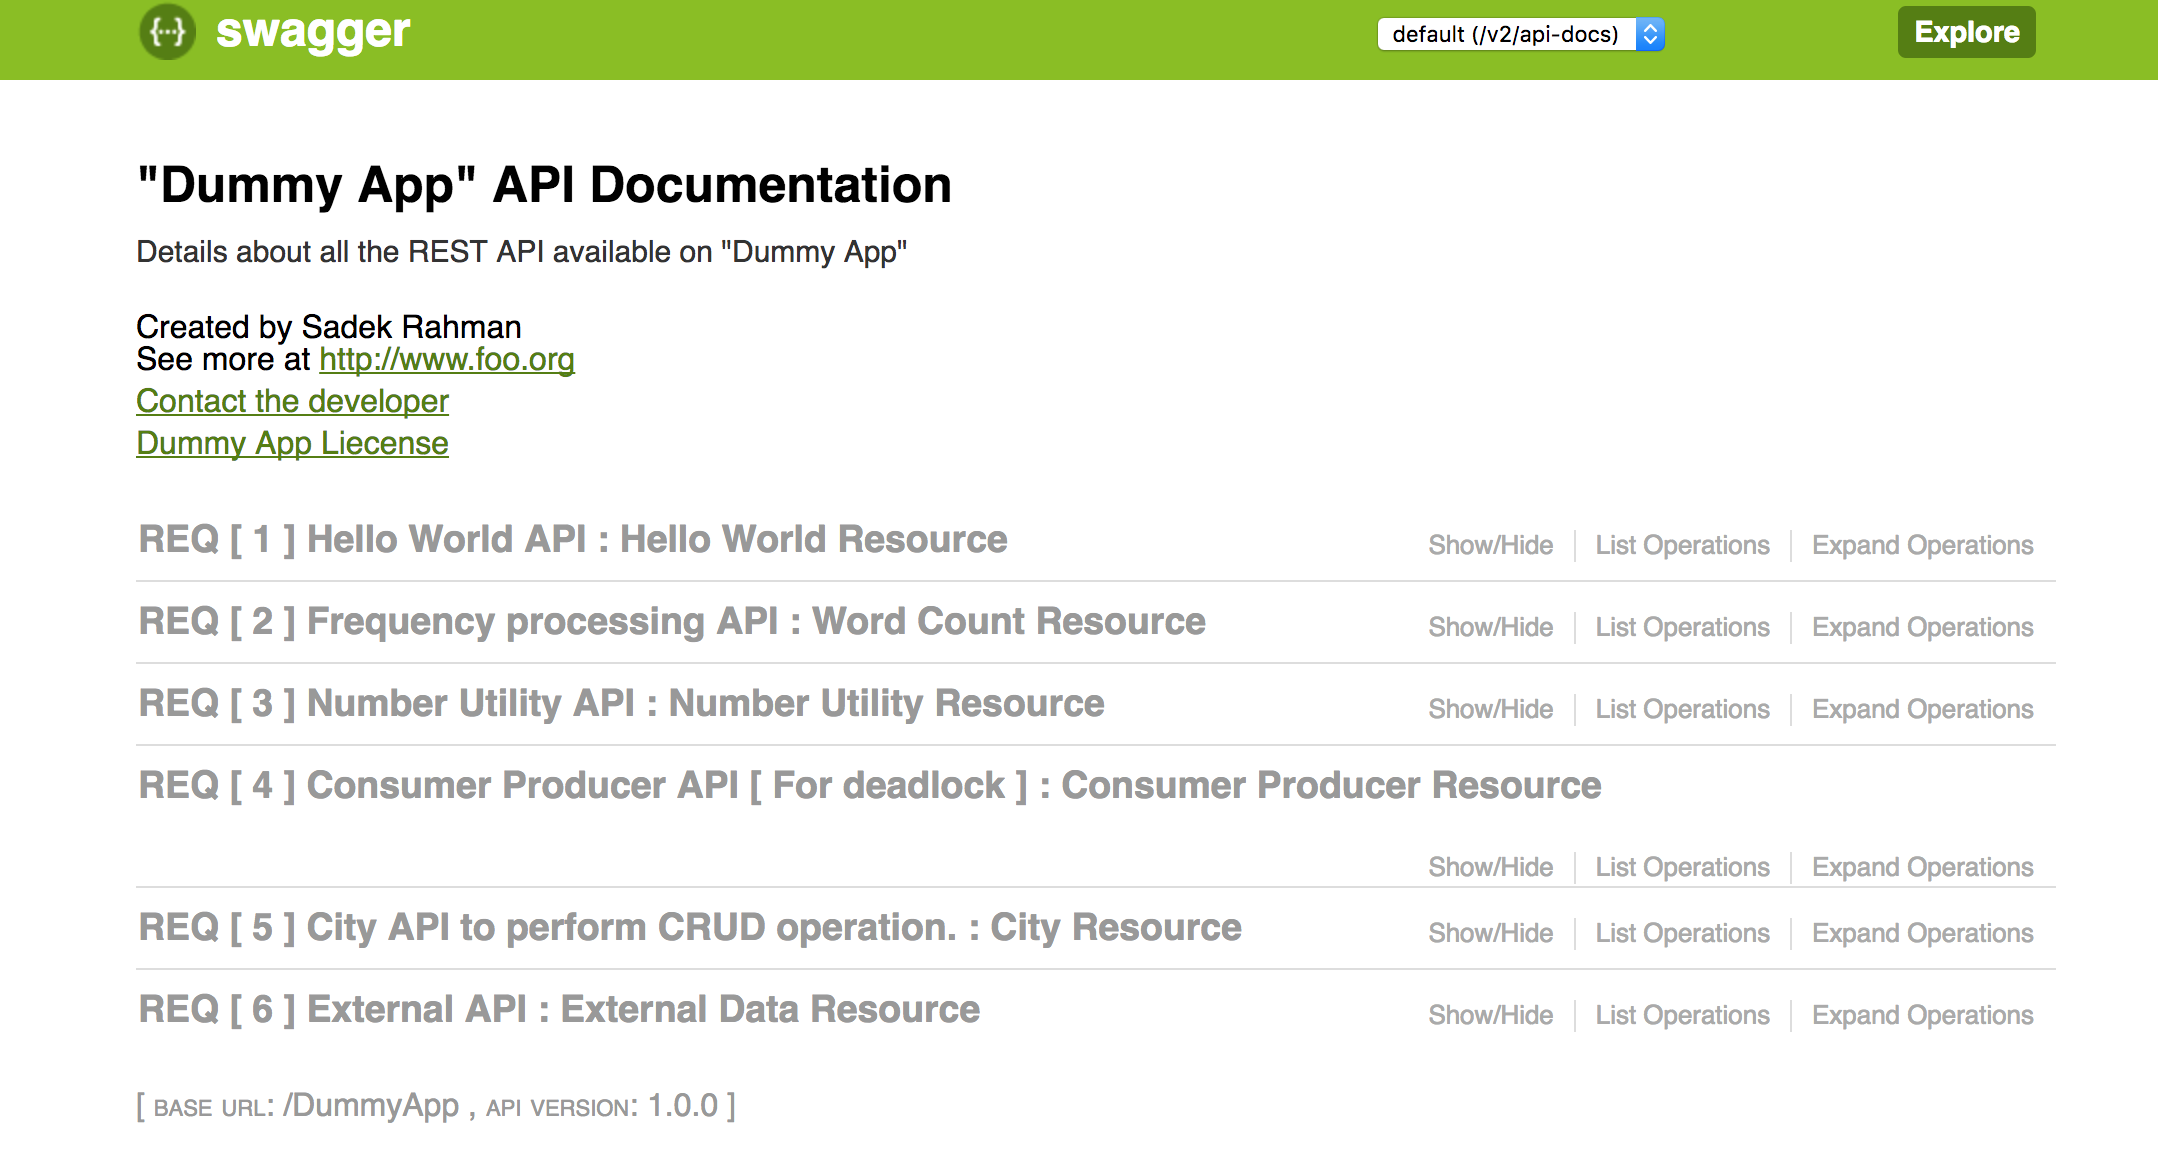 {···} swagger default (/v2/api-docs) Explore
"Dummy App" API Documentation
Details about all the REST API available on "Dummy App"
Created by Sadek Rahman
See more at http://www.foo.org
Contact the developer
Dummy App Liecense
REQ [ 1 ] Hello World API : Hello World Resource Show/Hide List Operations Expand Operations
REQ [ 2 ] Frequency processing API : Word Count Resource Show/Hide List Operations Expand Operations
REQ [ 3 ] Number Utility API : Number Utility Resource Show/Hide List Operations Expand Operations
REQ [ 4 ] Consumer Producer API [ For deadlock ] : Consumer Producer Resource
Show/Hide List Operations Expand Operations
REQ [ 5 ] City API to perform CRUD operation. : City Resource Show/Hide List Operations Expand Operations
REQ [ 6 ] External API : External Data Resource Show/Hide List Operations Expand Operations
[ BASE URL: /DummyApp , API VERSION: 1.0.0 ]